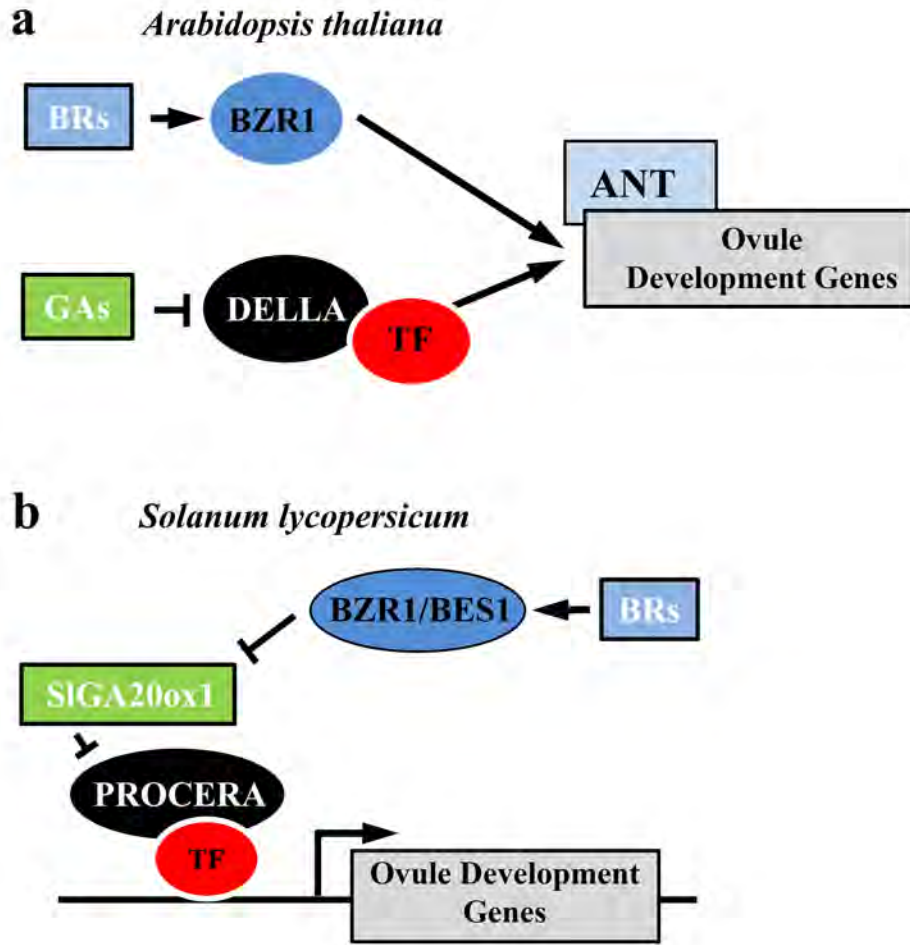 a Arabidopsis thaliana
BRs
BZR1
ANT
Ovule
Development Genes
GAs
DELLA
TF
b Solanum lycopersicum
BZR1/BES1
BRs
SlGA20ox1
PROCERA
TF
Ovule Development
Genes